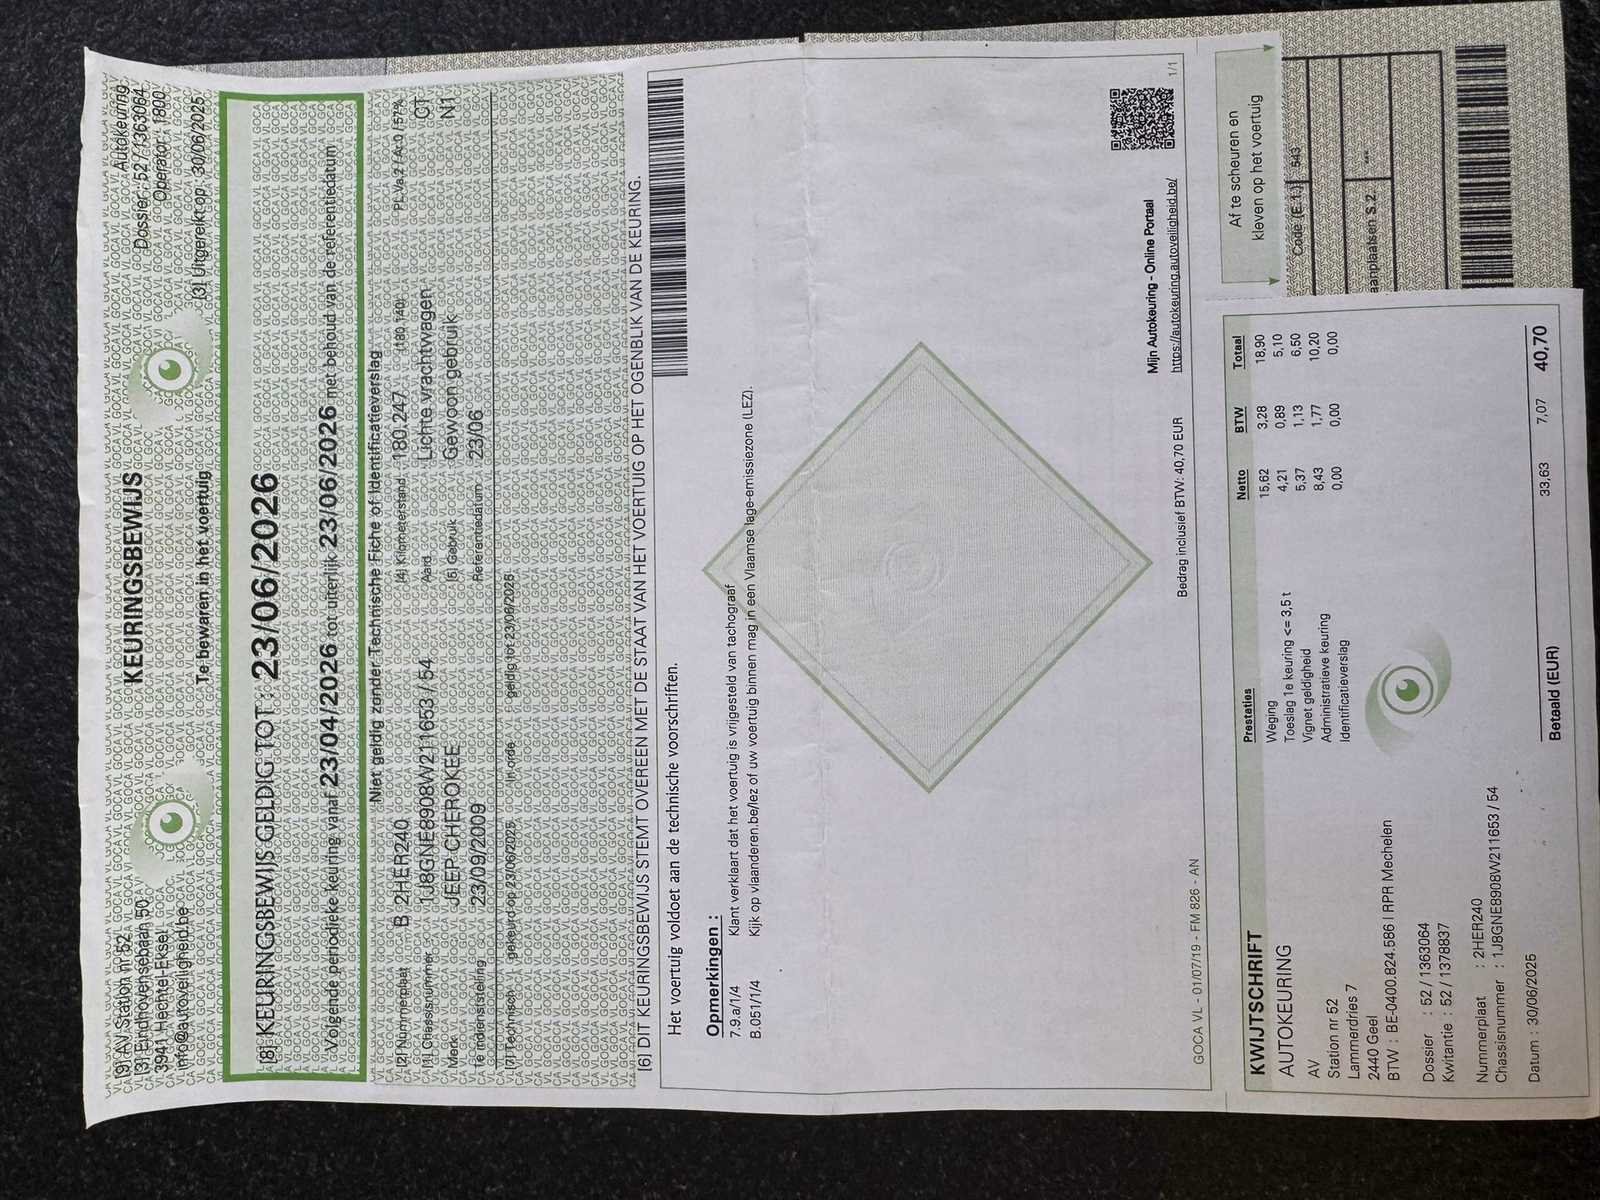 [9] AV Station nr 52
[3] Eindhovensebaan 50
3941 Hechtel-Eksel
info@autoveiligheid.be
KEURINGSBEWIJS
Te bewaren in het voertuig
Autokeuring
Dossier: 52 / 1363064
Operator : 1800
[3] Uitgereikt op : 30/06/2025
[8] KEURINGSBEWIJS GELDIG TOT : 23/06/2026
Volgende periodieke keuring vanaf 23/04/2026 tot uiterlijk 23/06/2026 met behoud van de referentiedatum
Niet geldig zonder Technische Fiche of Identificatieverslag
[2] Nummerplaat B 2HER240 [4] Kilometerstand 180.247 (180.140) PL.Va.2 / A:0 / 57%
[1] Chassisnummer 1J8GNE8908W211653 / 54 Aard Lichte vrachtwagen CT
Merk JEEP CHEROKEE [5] Gebruik Gewoon gebruik N1
1e indienststelling 23/09/2009 Referentiedatum 23/06
[7] Technisch gekeurd op 23/06/2025 In orde geldig tot 23/06/2026
[6] DIT KEURINGSBEWIJS STEMT OVEREEN MET DE STAAT VAN HET VOERTUIG OP HET OGENBLIK VAN DE KEURING.
Het voertuig voldoet aan de technische voorschriften.
Opmerkingen :
7.9.a/1/4 Klant verklaart dat het voertuig is vrijgesteld van tachograaf
B.051/1/4 Kijk op vlaanderen.be/lez of uw voertuig binnen mag in een Vlaamse lage-emissiezone (LEZ).
Mijn Autokeuring - Online Portaal
https://autokeuring.autoveiligheid.be/
1/1
GOCA VL - 01/07/19 - FM 826 - AN
Bedrag inclusief BTW: 40,70 EUR
Af te scheuren en
kleven op het voertuig
KWIJTSCHRIFT
AUTOKEURING
AV
Station nr 52
Lammerdries 7
2440 Geel
BTW : BE-0400.824.586 I RPR Mechelen
Dossier : 52 / 1363064
Kwitantie : 52 / 1378837
Nummerplaat : 2HER240
Chassisnummer : 1J8GNE8908W211653 / 54
Datum : 30/06/2025
Prestaties Netto BTW Totaal
Weging 15,62 3,28 18,90
Toeslag 1e keuring <= 3,5 t 4,21 0,89 5,10
Vignet geldigheid 5,37 1,13 6,50
Administratieve keuring 8,43 1,77 10,20
Identificatieverslag 0,00 0,00 0,00
Betaald (EUR) 33,63 7,07 40,70
Code (E.1.) 543
aanplaatsen S.2. ***